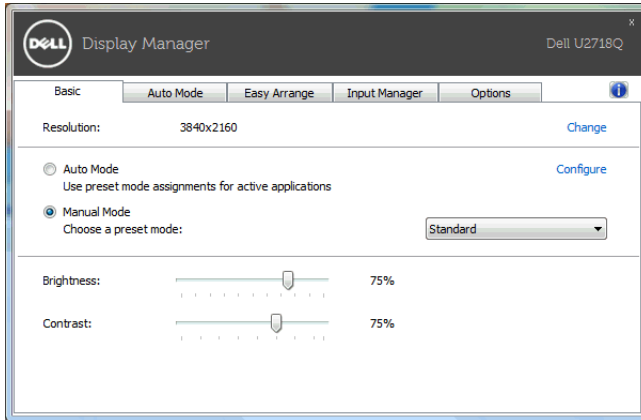 x
DELL Display Manager Dell U2718Q
Basic Auto Mode Easy Arrange Input Manager Options i
Resolution: 3840x2160 Change
Auto Mode Configure
Use preset mode assignments for active applications
Manual Mode
Choose a preset mode: Standard
Brightness: 75%
Contrast: 75%